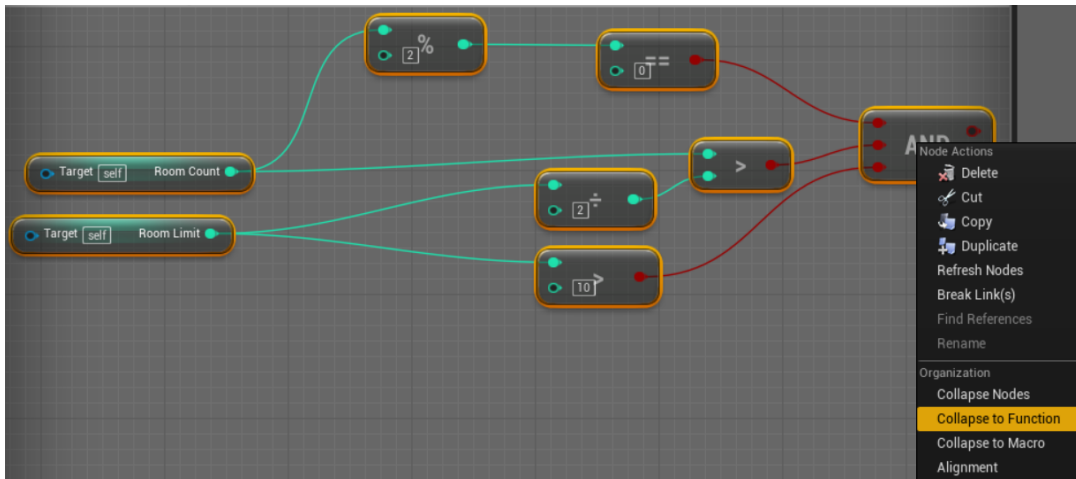 %
2
==
0
AND
Target self Room Count
>
÷
2
Target self Room Limit
>
10
Node Actions
Delete
Cut
Copy
Duplicate
Refresh Nodes
Break Link(s)
Find References
Rename
Organization
Collapse Nodes
Collapse to Function
Collapse to Macro
Alignment